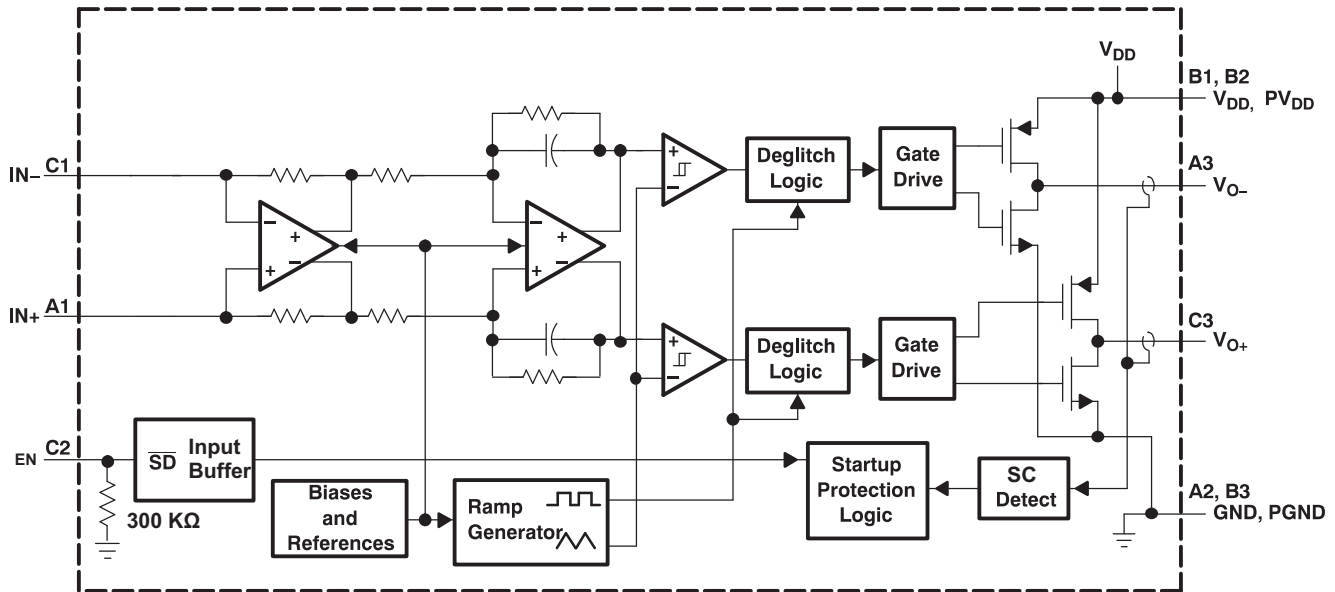 V_DD
B1, B2
V_DD, PV_DD
IN– C1
Deglitch
Logic
Gate
Drive
A3
V_O–
+
–
–
+
–
+
–
+
–
+
IN+ A1
C3
V_O+
+
–
Deglitch
Logic
Gate
Drive
EN C2
SD Input
Buffer
300 KΩ
Biases
and
References
Ramp
Generator
Startup
Protection
Logic
SC
Detect
A2, B3
GND, PGND